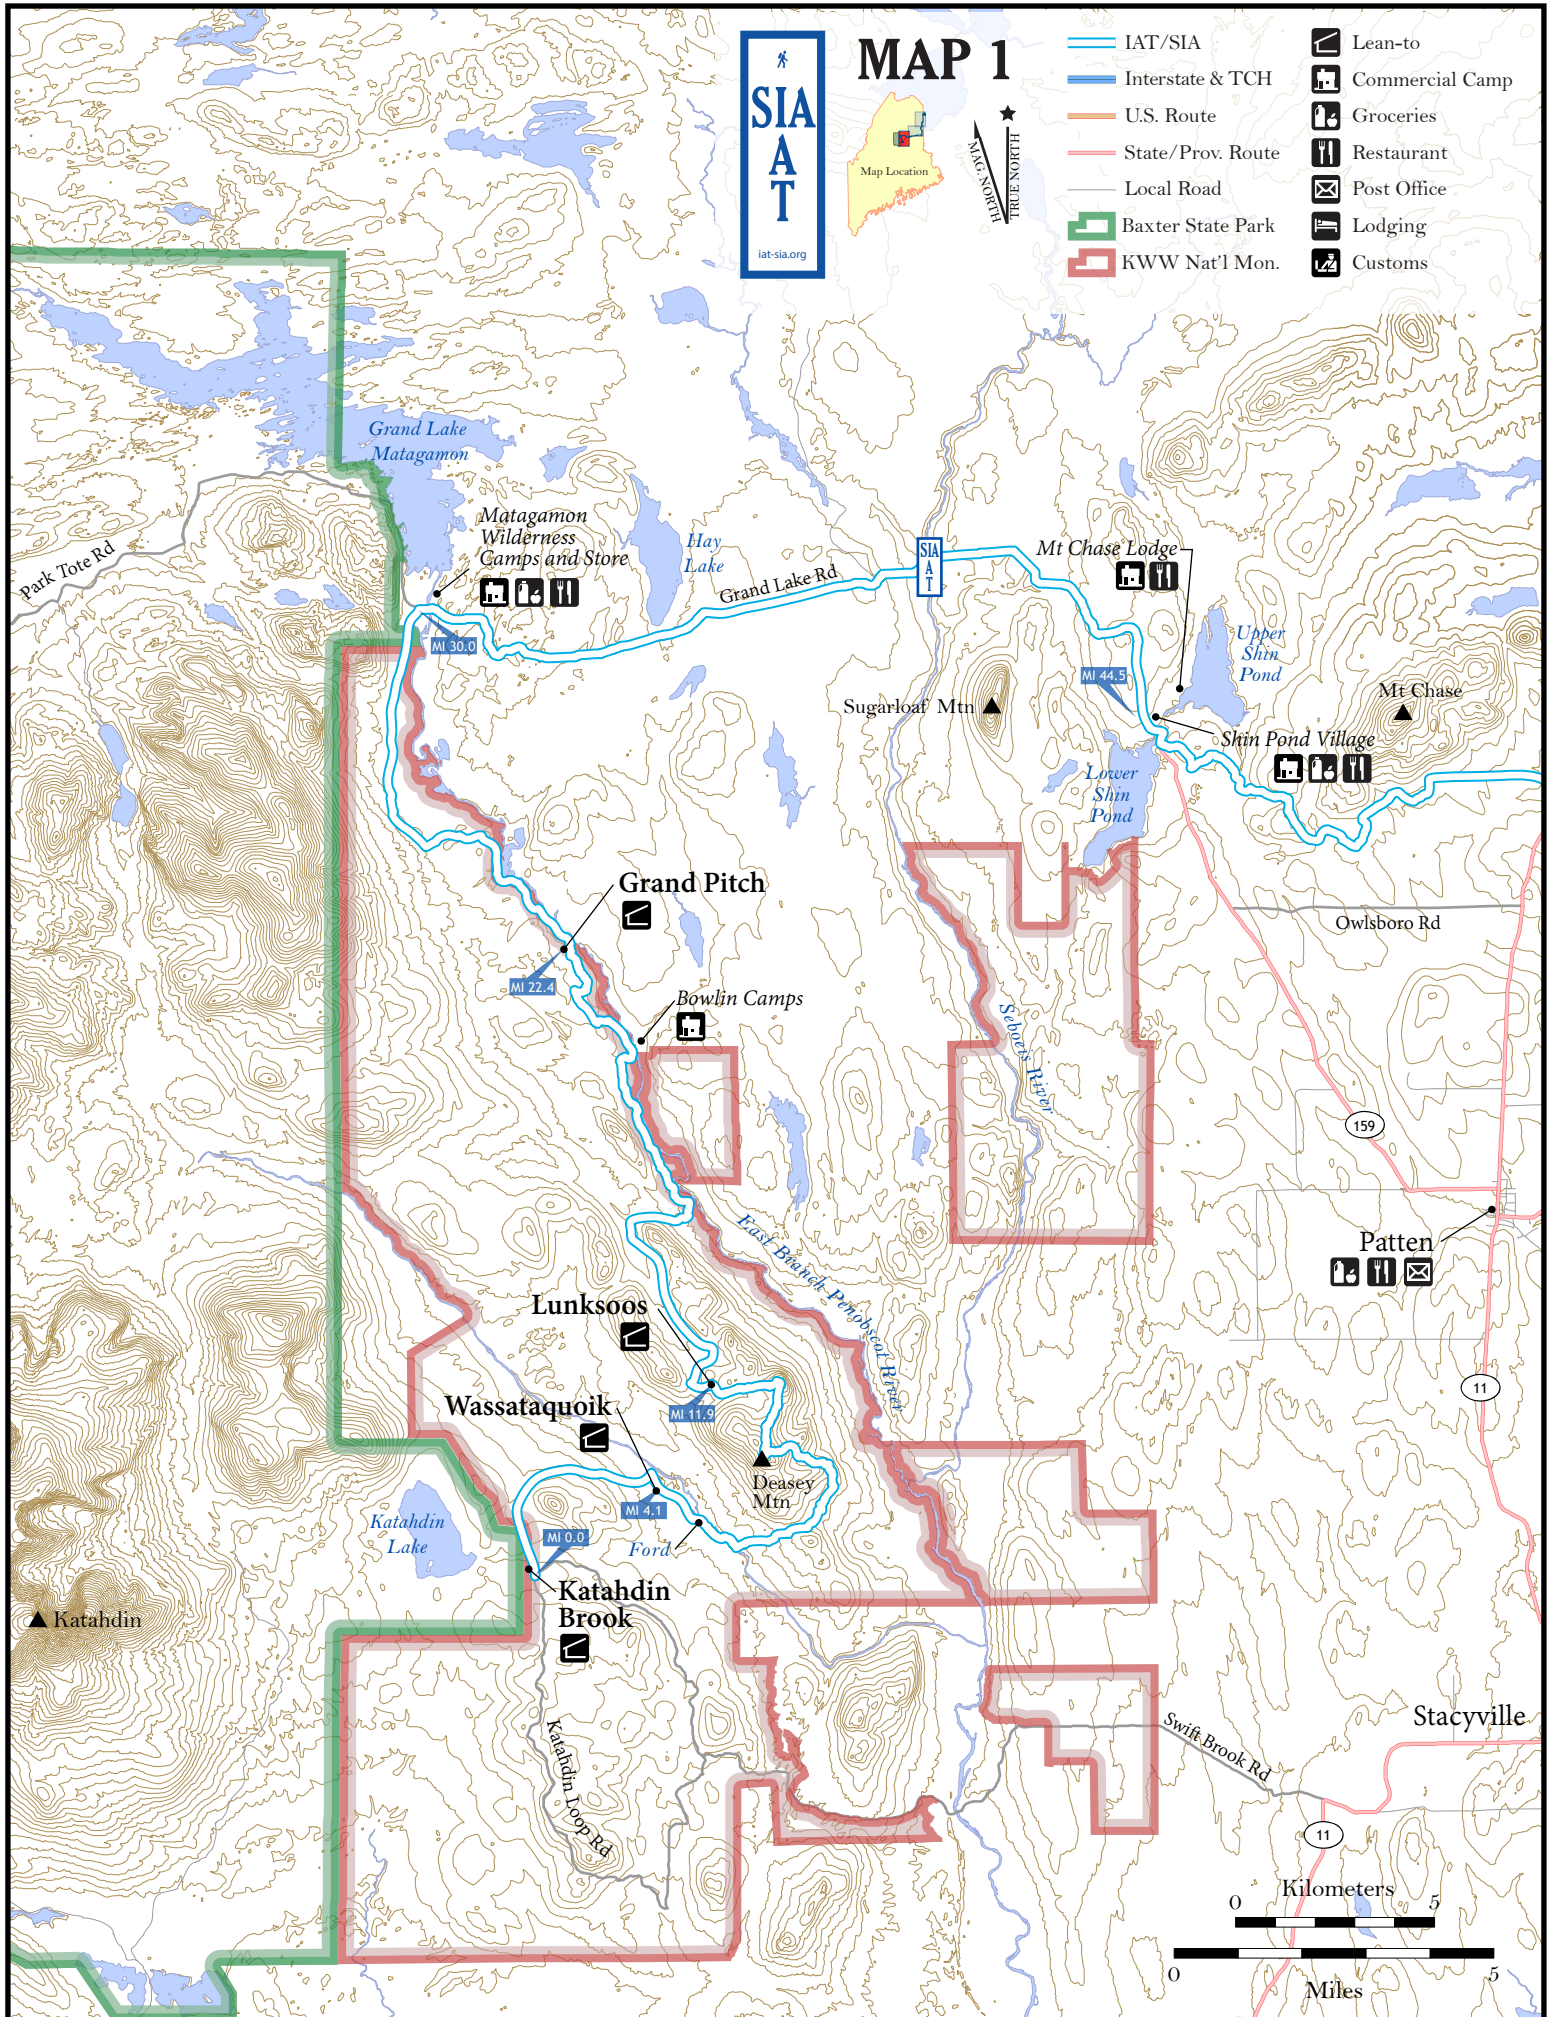 SIA
A
T
iat-sia.org
MAP 1
Map Location
MAG. NORTH
TRUE NORTH
IAT/SIA
Interstate & TCH
U.S. Route
State/Prov. Route
Local Road
Baxter State Park
KWW Nat'l Mon.
Lean-to
Commercial Camp
Groceries
Restaurant
Post Office
Lodging
Customs
Grand Lake
Matagamon
Matagamon
Wilderness
Camps and Store
Hay
Lake
Park Tote Rd
Grand Lake Rd
SIA
A
T
Mt Chase Lodge
MI 30.0
Upper
Shin
Pond
MI 44.5
Sugarloaf Mtn
Mt Chase
Shin Pond Village
Lower
Shin
Pond
Grand Pitch
Owlsboro Rd
MI 22.4
Bowlin Camps
Seboeis River
159
East Branch Penobscot River
Patten
Lunksoos
11
Wassataquoik
MI 11.9
Deasey
Mtn
MI 4.1
Katahdin
Lake
MI 0.0
Ford
Katahdin
Brook
Katahdin
Katahdin Loop Rd
Swift Brook Rd
Stacyville
11
Kilometers
0 5
0 5
Miles